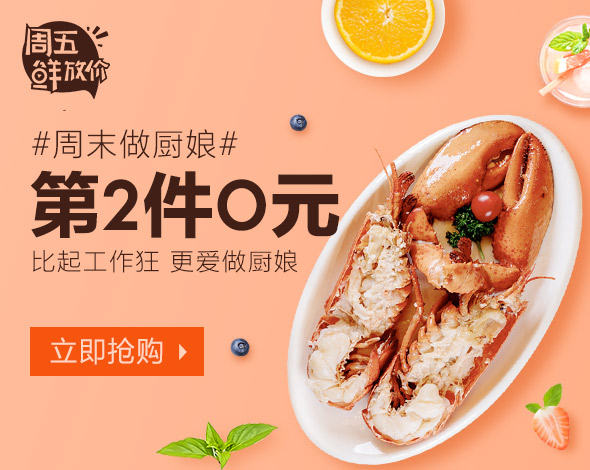 周五
鲜放价
#周末做厨娘#
第2件0元
比起工作狂 更爱做厨娘
立即抢购